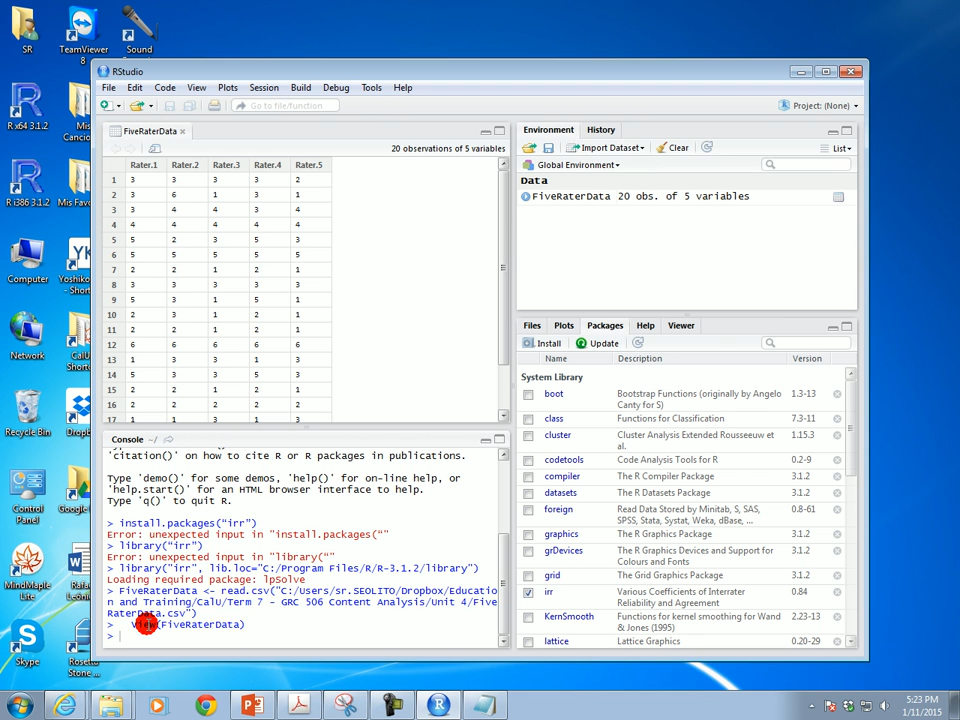 SR
TeamViewer
8
Sound
R x64 3.1.2
Mis
Cancio
R i386 3.1.2
Mis Favo
Computer
Yoshiko
- Short
Network
CalU
Shortc
Recycle Bin
Dropb
Control
Panel
Google
MindMaple
Lite
Rafae
Skype
Rosetta
Stone ...
RStudio
File Edit Code View Plots Session Build Debug Tools Help
Go to file/function
Project: (None)
FiveRaterData
20 observations of 5 variables
Rater.1 Rater.2 Rater.3 Rater.4 Rater.5
1 3 3 3 3 2
2 3 6 1 3 1
3 3 4 4 3 4
4 4 4 4 4 4
5 5 2 3 5 3
6 5 5 5 5 5
7 2 2 1 2 1
8 3 3 3 3 3
9 5 3 1 5 1
10 2 3 1 2 1
11 2 2 1 2 1
12 6 6 6 6 6
13 1 3 3 1 3
14 5 3 3 5 3
15 2 2 1 2 1
16 2 2 2 2 2
17 1 1 3 1 3
Console ~/
'citation()' on how to cite R or R packages in publications.
Type 'demo()' for some demos, 'help()' for on-line help, or
'help.start()' for an HTML browser interface to help.
Type 'q()' to quit R.
> install.packages(“irr”)
Error: unexpected input in "install.packages(“"
> library(“irr”)
Error: unexpected input in "library(“"
> library("irr", lib.loc="C:/Program Files/R/R-3.1.2/library")
Loading required package: lpSolve
> FiveRaterData <- read.csv("C:/Users/sr.SEOLITO/Dropbox/Educatio
n and Training/CalU/Term 7 - GRC 506 Content Analysis/Unit 4/Five
RaterData.csv")
> View(FiveRaterData)
>
Environment History
Import Dataset Clear List
Global Environment
Data
FiveRaterData 20 obs. of 5 variables
Files Plots Packages Help Viewer
Install Update
Name Description Version
System Library
boot Bootstrap Functions (originally by Angelo 1.3-13
Canty for S)
class Functions for Classification 7.3-11
cluster Cluster Analysis Extended Rousseeuw et 1.15.3
al.
codetools Code Analysis Tools for R 0.2-9
compiler The R Compiler Package 3.1.2
datasets The R Datasets Package 3.1.2
foreign Read Data Stored by Minitab, S, SAS, 0.8-61
SPSS, Stata, Systat, Weka, dBase, ...
graphics The R Graphics Package 3.1.2
grDevices The R Graphics Devices and Support for 3.1.2
Colours and Fonts
grid The Grid Graphics Package 3.1.2
irr Various Coefficients of Interrater 0.84
Reliability and Agreement
KernSmooth Functions for kernel smoothing for Wand 2.23-13
& Jones (1995)
lattice Lattice Graphics 0.20-29
5:23 PM
1/11/2015